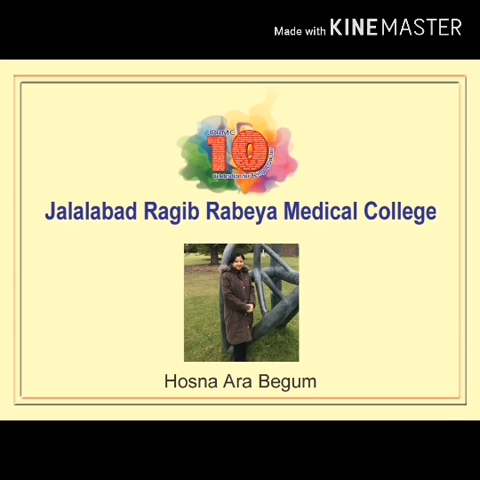 Made with KINEMASTER
JRRMC
10
Jalalabad Ragib Rabeya Medical College
Hosna Ara Begum